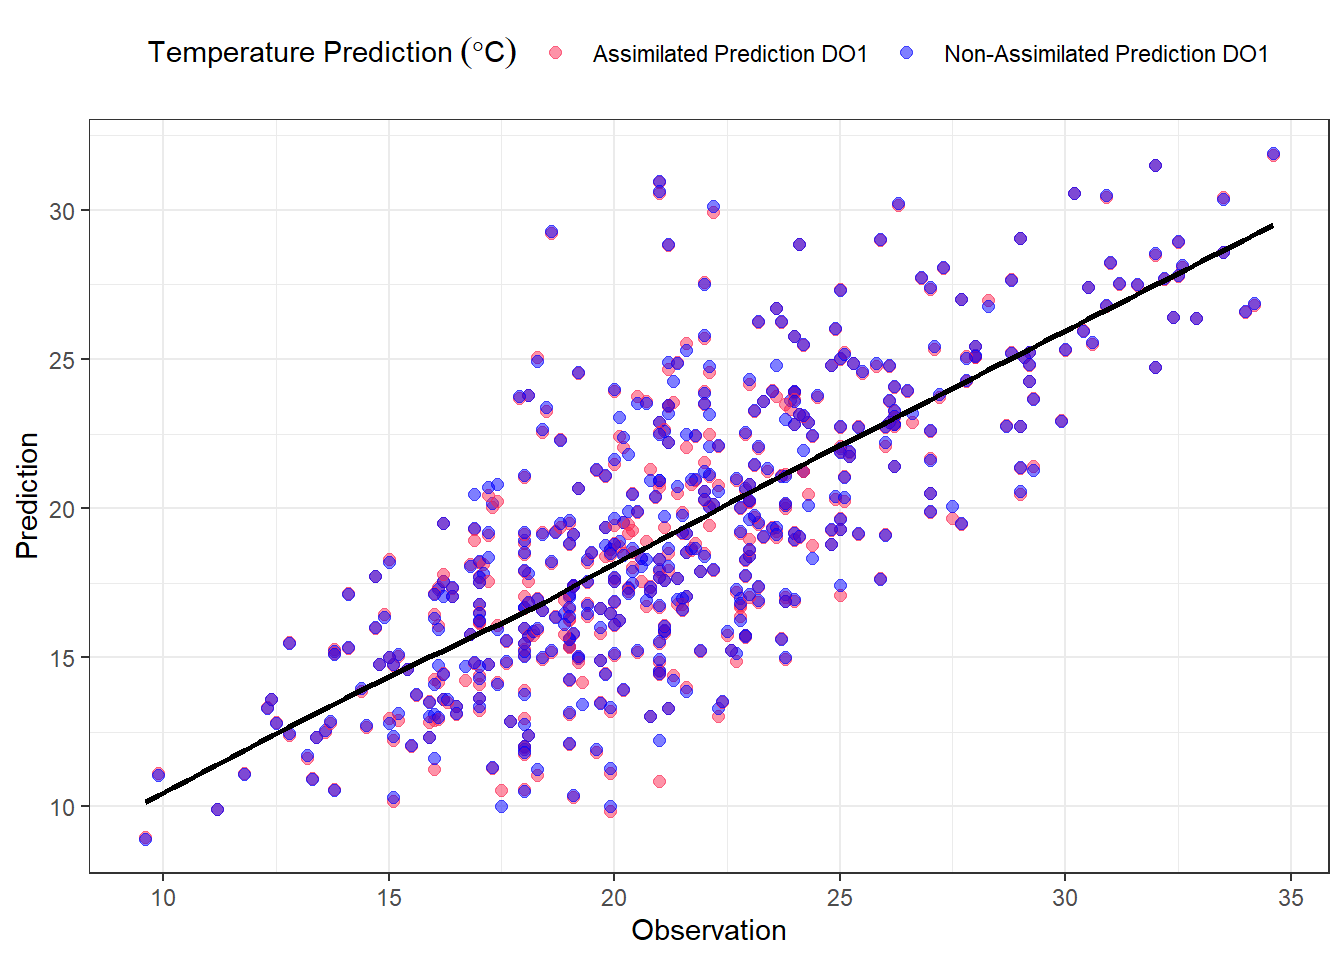 Temperature Prediction (°C) Assimilated Prediction DO1 Non-Assimilated Prediction DO1
30
25
20
15
10
Prediction
10 15 20 25 30 35
Observation